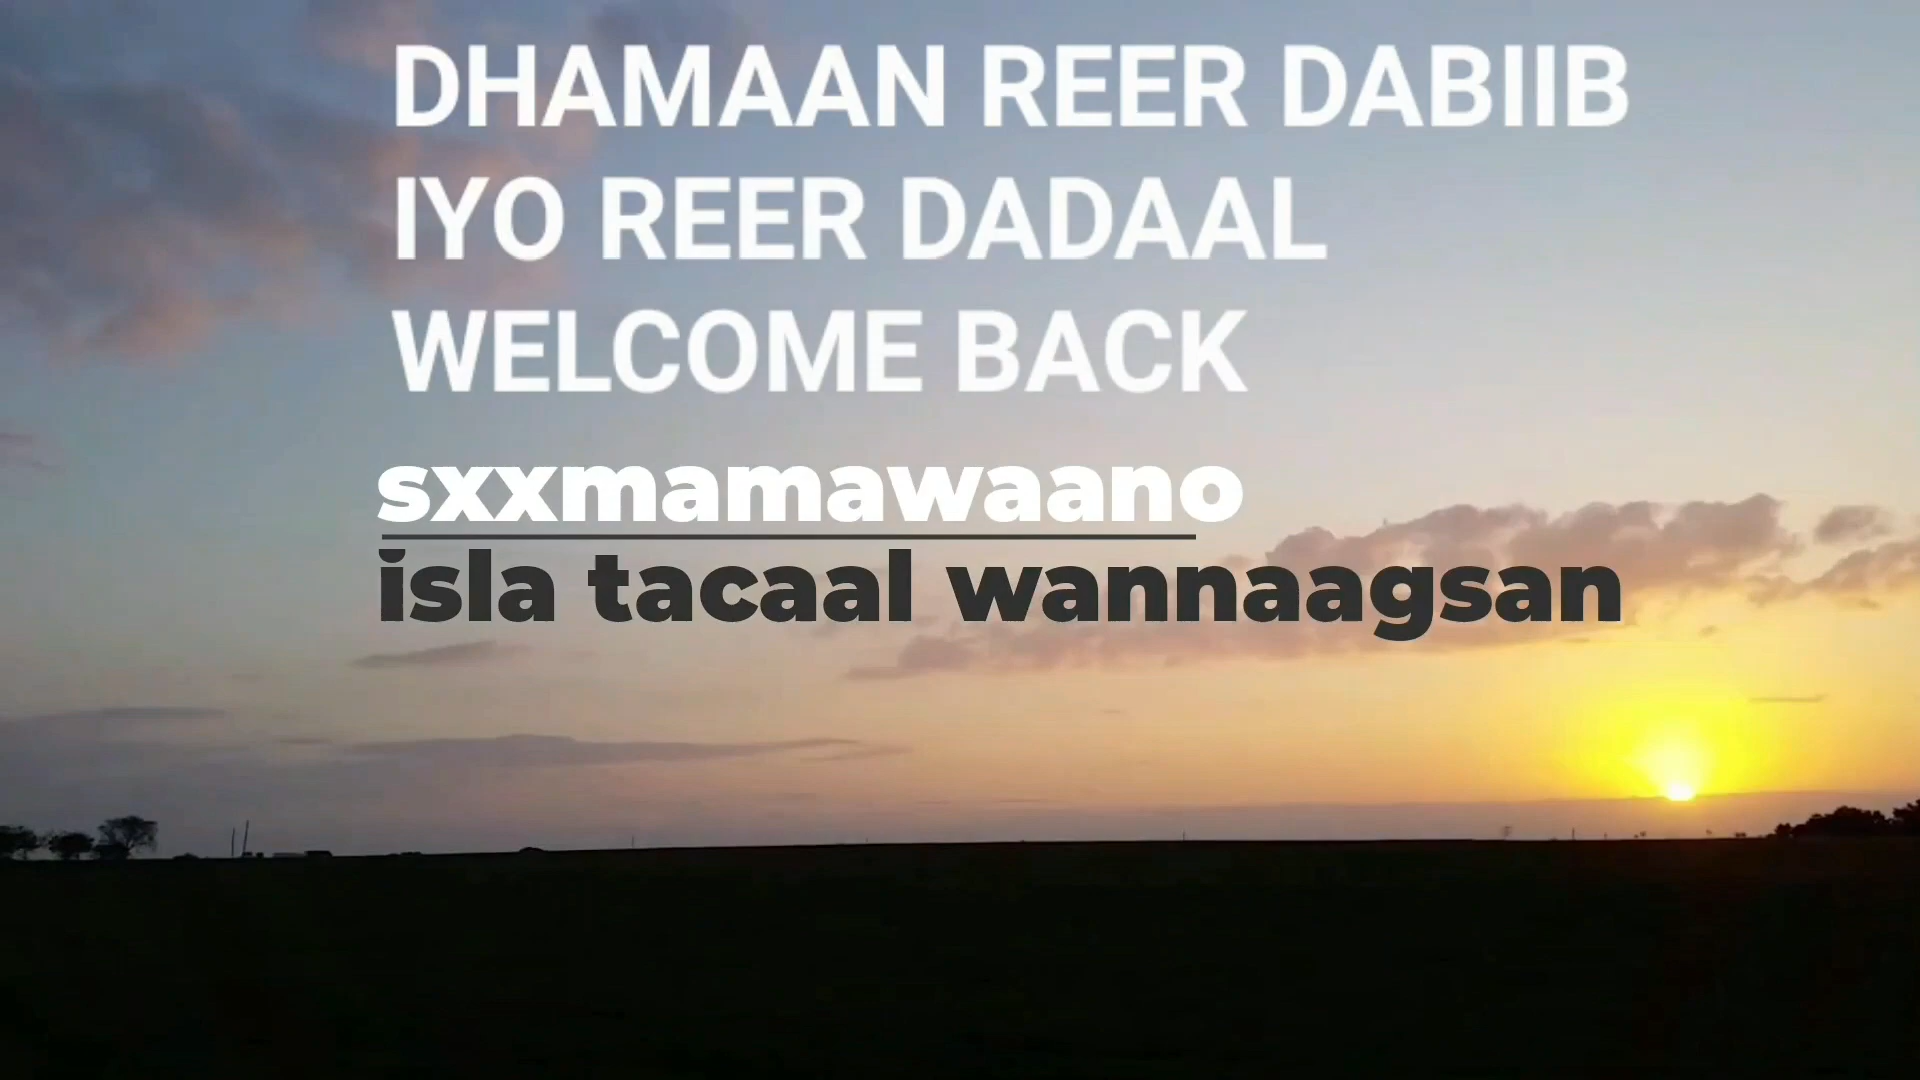 DHAMAAN REER DABIIB
IYO REER DADAAL
WELCOME BACK
sxxmamawaano
isla tacaal wannaagsan